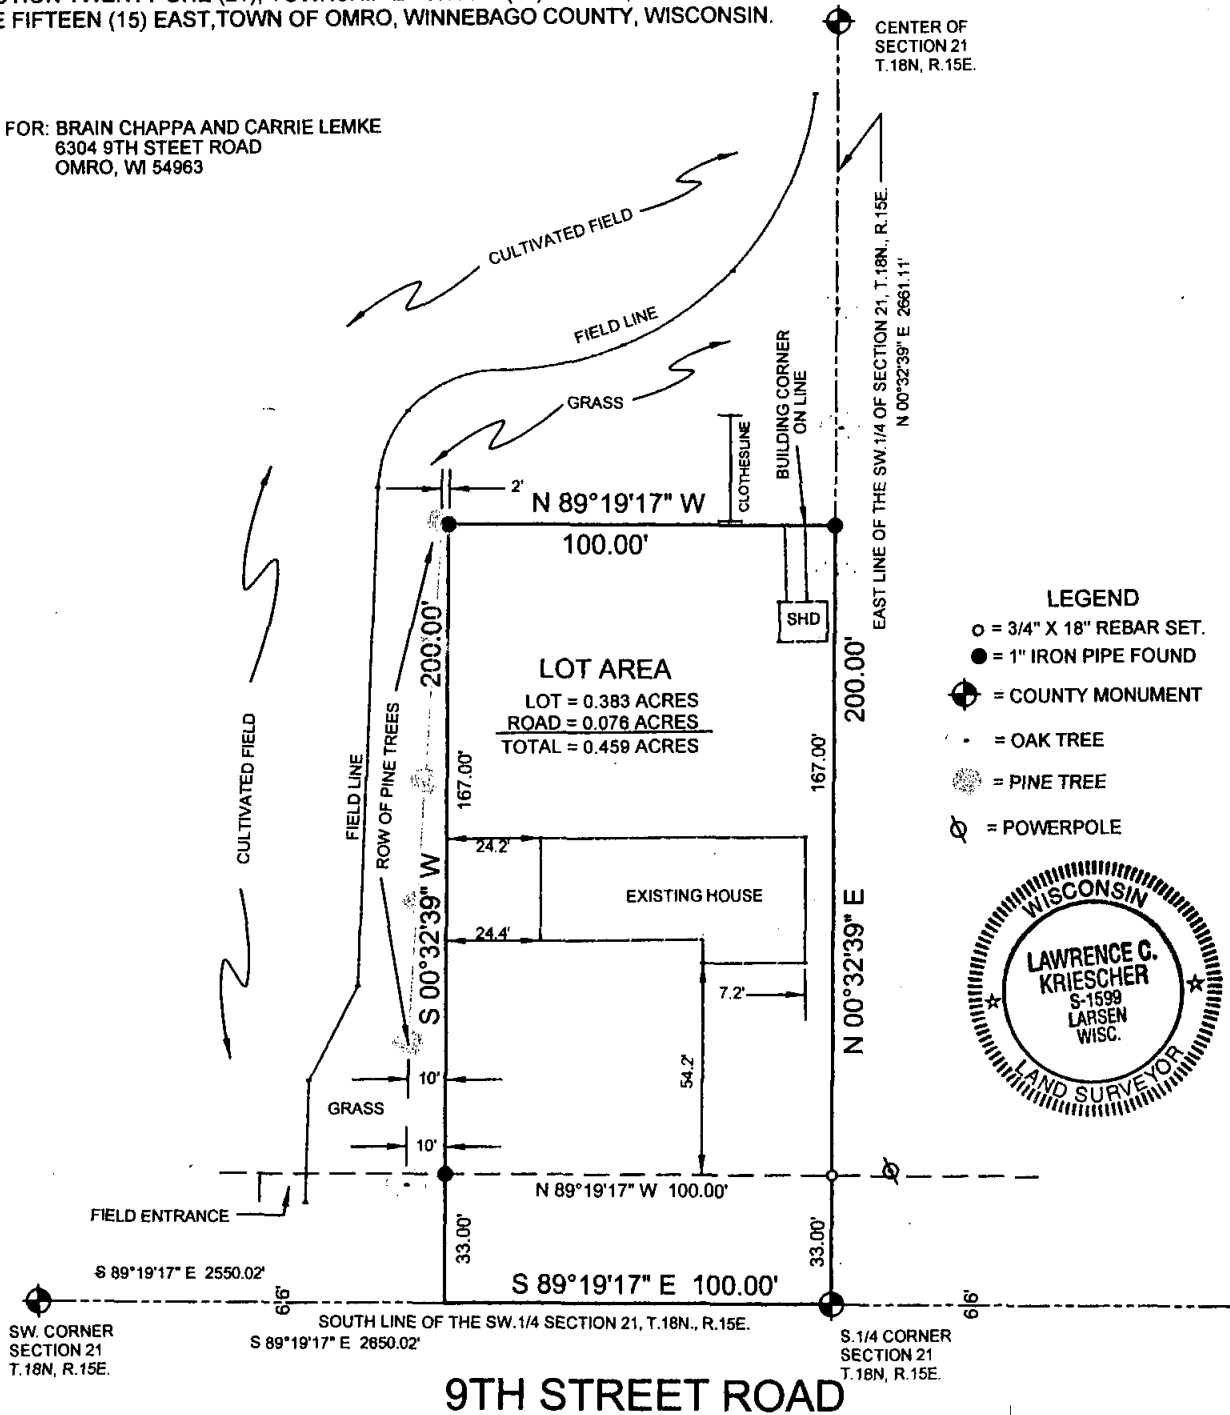 E FIFTEEN (15) EAST,TOWN OF OMRO, WINNEBAGO COUNTY, WISCONSIN.
CENTER OF
SECTION 21
T.18N, R.15E.
FOR: BRAIN CHAPPA AND CARRIE LEMKE
6304 9TH STEET ROAD
OMRO, WI 54963
CULTIVATED FIELD
FIELD LINE
GRASS
EAST LINE OF THE SW.1/4 OF SECTION 21, T.18N., R.15E.
N 00°32'39" E 2661.11'
BUILDING CORNER
ON LINE
CLOTHESLINE
2'
N 89°19'17" W
100.00'
SHD
200.00'
200.00'
LOT AREA
LOT = 0.383 ACRES
ROAD = 0.076 ACRES
TOTAL = 0.459 ACRES
LEGEND
= 3/4" X 18" REBAR SET.
= 1" IRON PIPE FOUND
= COUNTY MONUMENT
= OAK TREE
= PINE TREE
= POWERPOLE
CULTIVATED FIELD
FIELD LINE
ROW OF PINE TREES
167.00'
167.00'
24.2'
EXISTING HOUSE
24.4'
S 00°32'39" W
N 00°32'39" E
7.2'
54.2'
WISCONSIN
LAWRENCE C.
KRIESCHER
S-1599
LARSEN
WISC.
LAND SURVEYOR
10'
GRASS
10'
N 89°19'17" W 100.00'
FIELD ENTRANCE
33.00'
33.00'
S 89°19'17" E 2550.02'
S 89°19'17" E 100.00'
66'
66'
SOUTH LINE OF THE SW.1/4 SECTION 21, T.18N., R.15E.
S 89°19'17" E 2650.02'
SW. CORNER
SECTION 21
T.18N, R.15E.
S.1/4 CORNER
SECTION 21
T.18N, R.15E.
9TH STREET ROAD